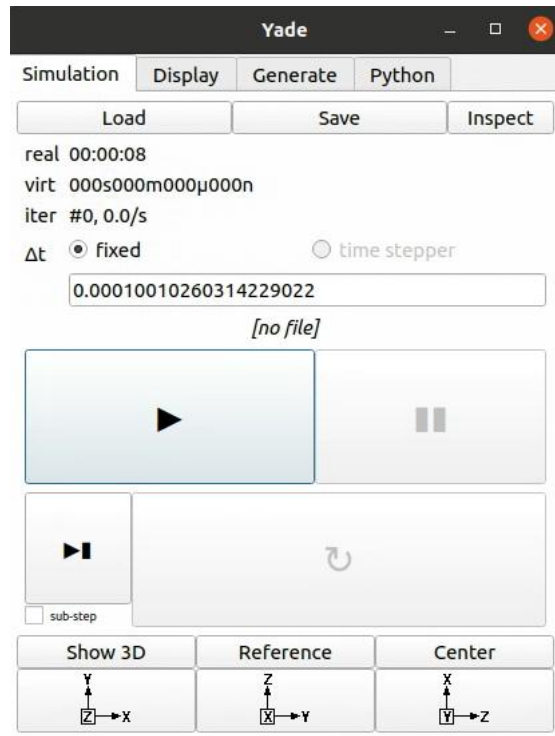 Yade
Simulation Display Generate Python
Load Save Inspect
real 00:00:08
virt 000s000m000μ000n
iter #0, 0.0/s
Δt fixed time stepper
0.00010010260314229022
[no file]
sub-step
Show 3D Reference Center
Y Z X
Z X X Y Y Z